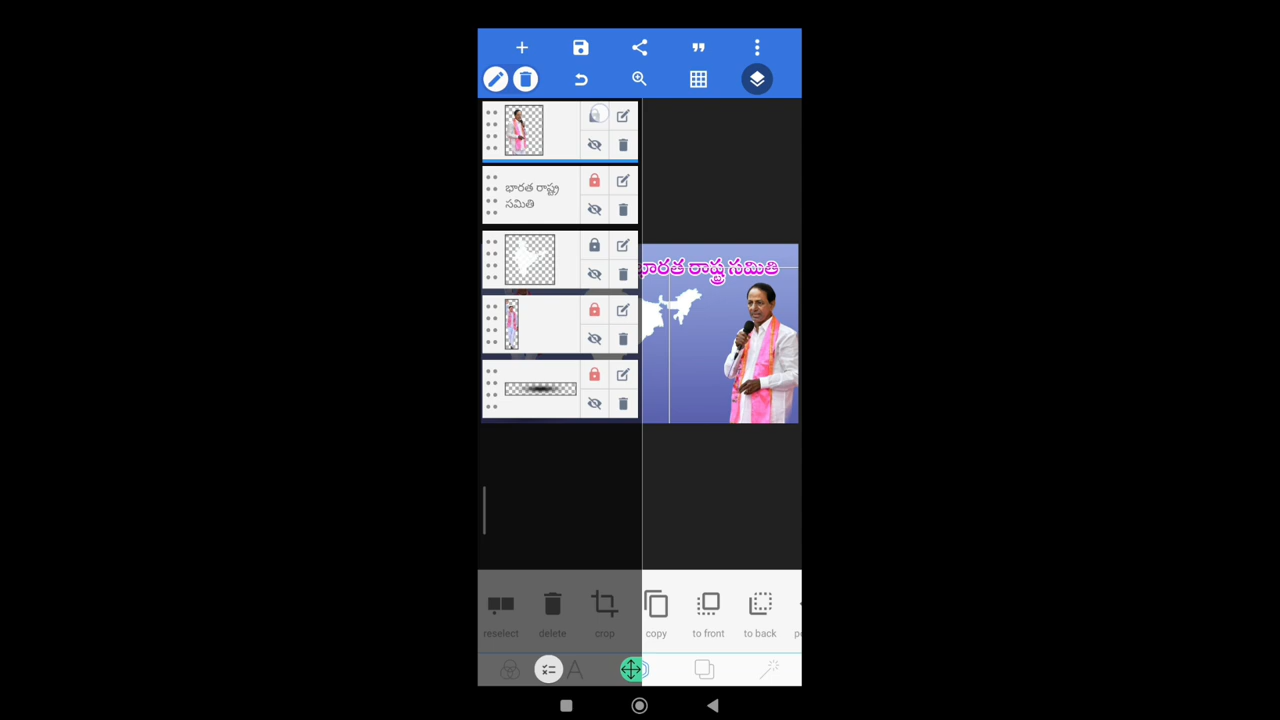 భారత రాష్ట్ర
సమితి
భారత రాష్ట్ర సమితి
reselect
delete
crop
copy
to front
to back